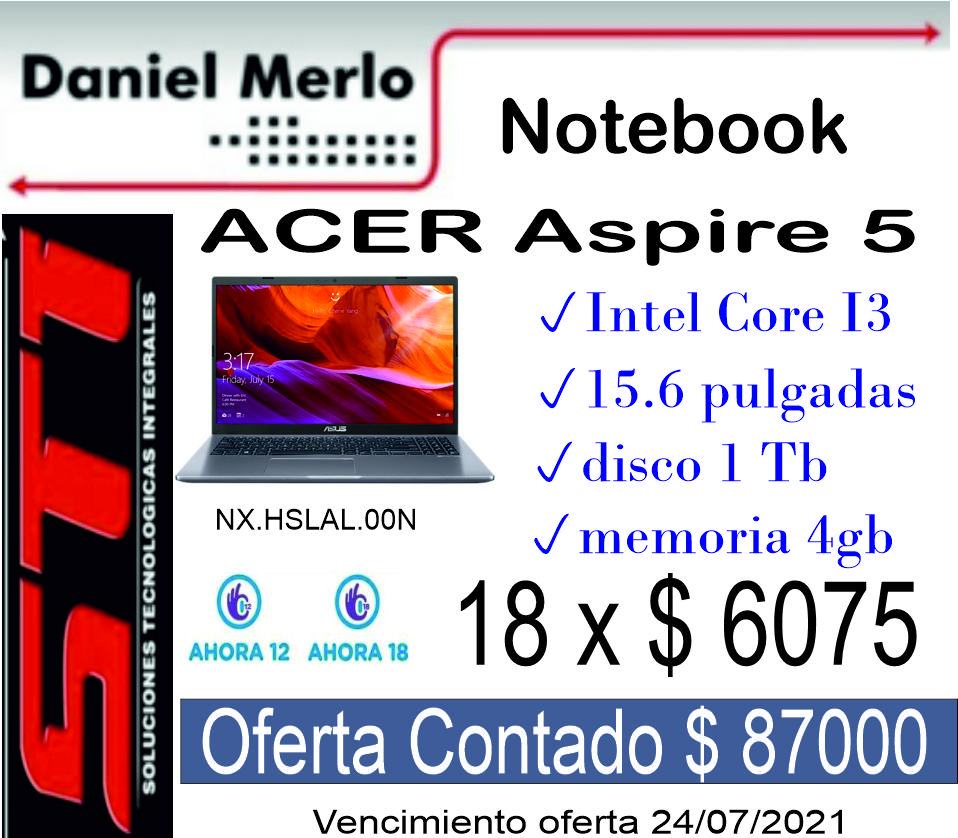 Daniel Merlo
Notebook
ACER Aspire 5
STI
SOLUCIONES TECNOLOGICAS INTEGRALES
3:17
Friday, July 15
ASUS
NX.HSLAL.00N
✓Intel Core I3
✓15.6 pulgadas
✓disco 1 Tb
✓memoria 4gb
12
18
AHORA 12
AHORA 18
18 x $ 6075
Oferta Contado $ 87000
Vencimiento oferta 24/07/2021